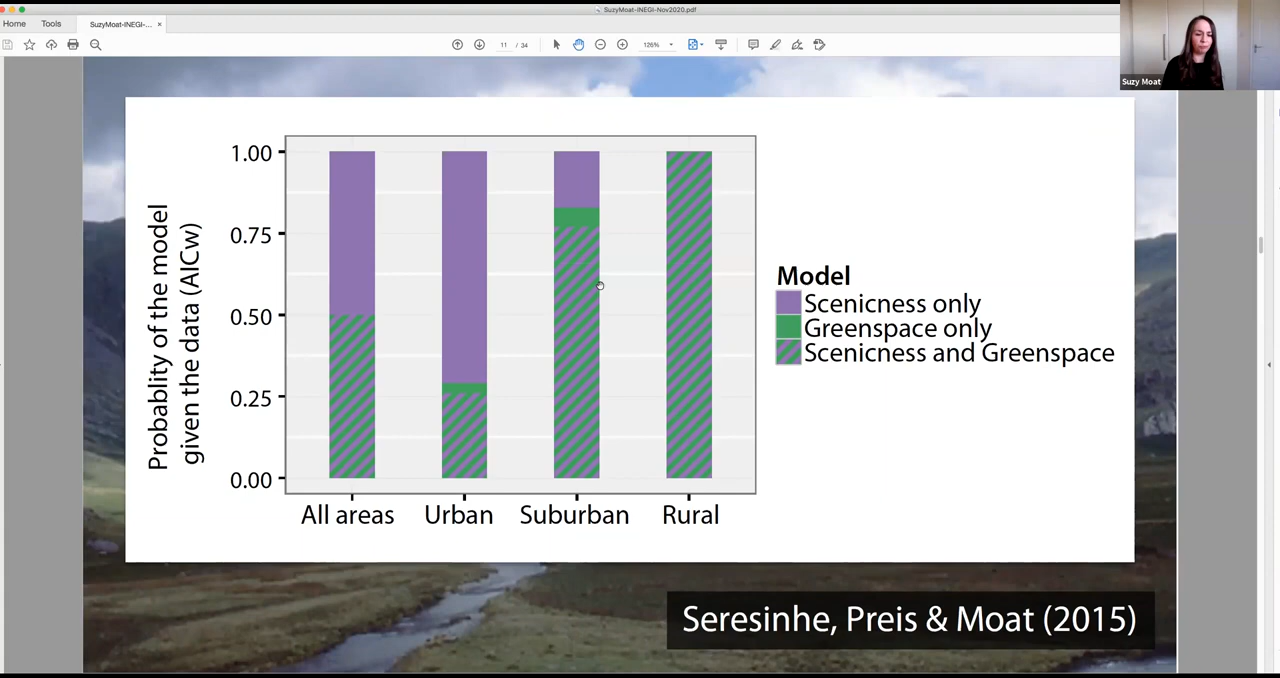 SuzyMoat-INEGI-Nov2020.pdf
Home Tools SuzyMoat-INEGI-... ×
11 / 34 126%
Suzy Moat
Probablity of the model
given the data (AICw)
1.00
0.75
0.50
0.25
0.00
All areas Urban Suburban Rural
Model
Scenicness only
Greenspace only
Scenicness and Greenspace
Seresinhe, Preis & Moat (2015)